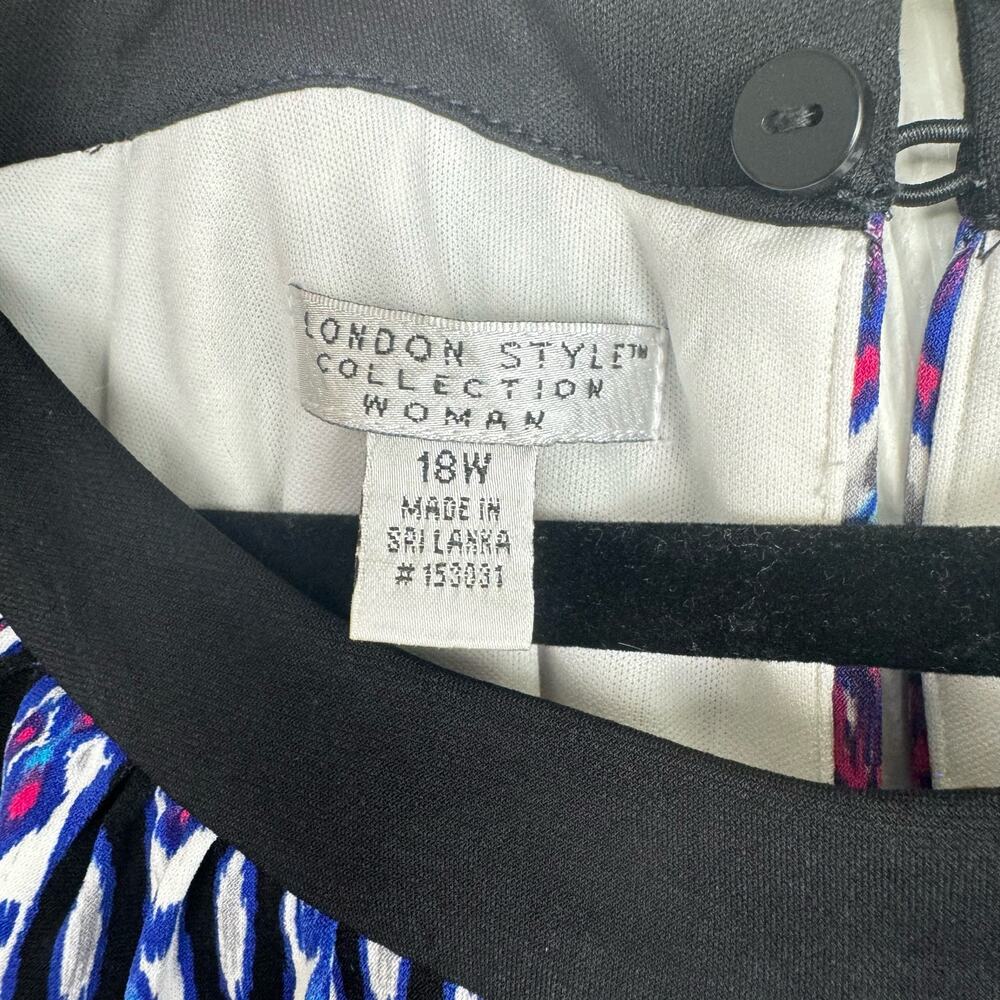 LONDON STYLE™
COLLECTION
WOMAN
18W
MADE IN
SRI LANKA
#153031